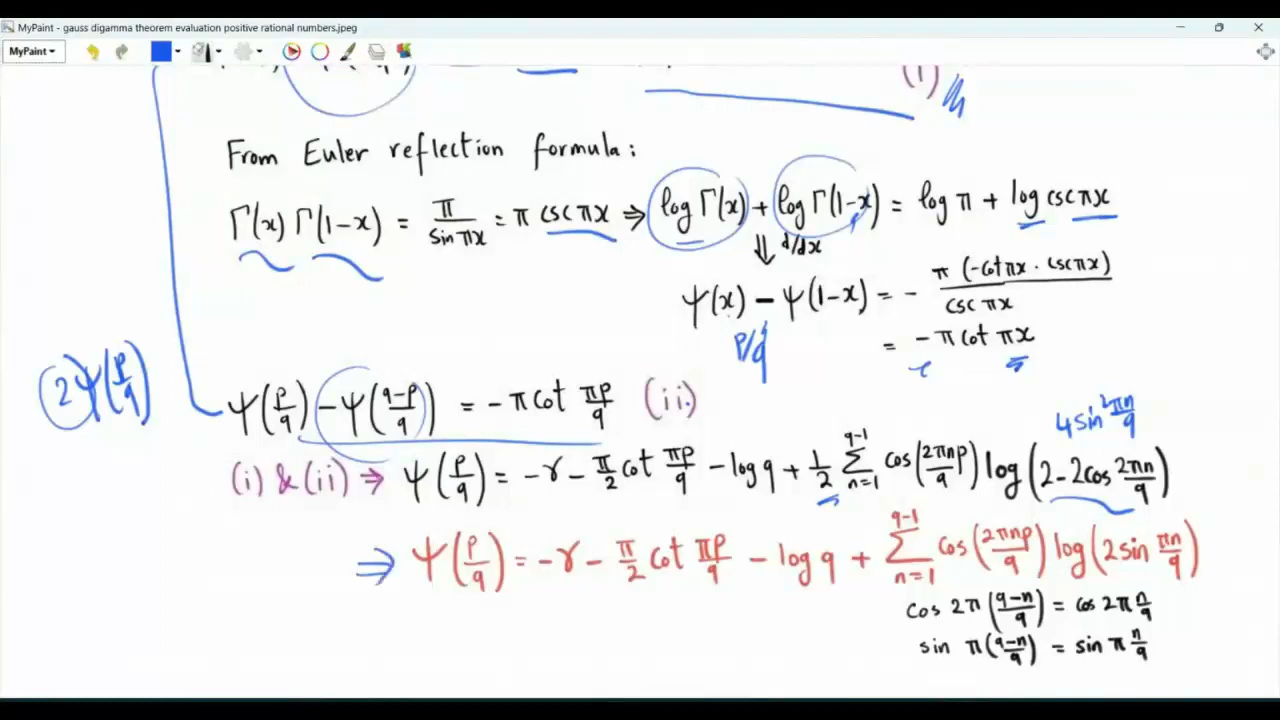 MyPaint - gauss digamma theorem evaluation positive rational numbers.jpeg
MyPaint
(i)
From Euler reflection formula:
Γ(x) Γ(1-x) = π/sin πx = π csc πx ⇒ log Γ(x) + log Γ(1-x) = log π + log csc πx
⇓ d/dx
Ψ(x) - Ψ(1-x) = - π (-cot πx · csc πx)/csc πx
p/q
= -π cot πx
2Ψ(p/q)
Ψ(p/q) - Ψ((q-p)/q) = -π cot πp/q (ii)
4 sin² πn/q
(i) & (ii) ⇒ Ψ(p/q) = -γ - π/2 cot πp/q - log q + 1/2 Σ_{n=1}^{q-1} cos(2πnp/q) log(2-2cos 2πn/q)
⇒ Ψ(p/q) = -γ - π/2 cot πp/q - log q + Σ_{n=1}^{q-1} cos(2πnp/q) log(2 sin πn/q)
cos 2π((q-n)/q) = cos 2π n/q
sin π((q-n)/q) = sin π n/q